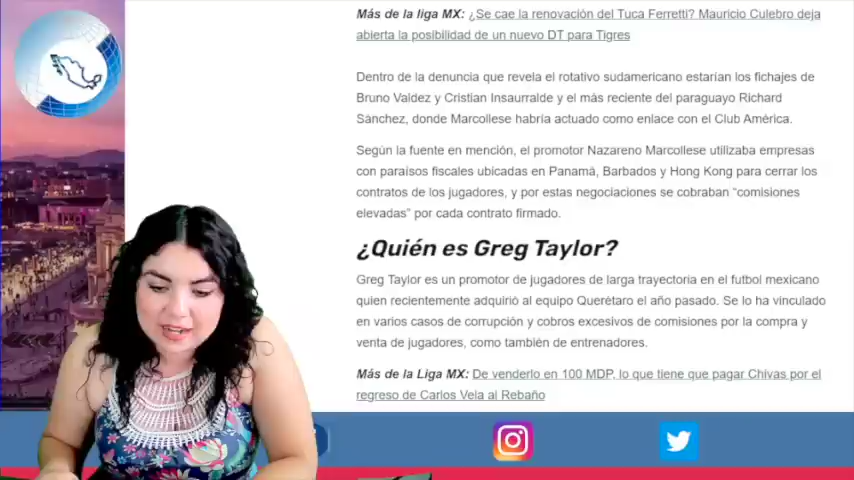 Más de la liga MX: ¿Se cae la renovación del Tuca Ferretti? Mauricio Culebro deja
abierta la posibilidad de un nuevo DT para Tigres
Dentro de la denuncia que revela el rotativo sudamericano estarían los fichajes de
Bruno Valdez y Cristian Insaurralde y el más reciente del paraguayo Richard
Sánchez, donde Marcollese habría actuado como enlace con el Club América.
Según la fuente en mención, el promotor Nazareno Marcollese utilizaba empresas
con paraísos fiscales ubicadas en Panamá, Barbados y Hong Kong para cerrar los
contratos de los jugadores, y por estas negociaciones se cobraban “comisiones
elevadas” por cada contrato firmado.
¿Quién es Greg Taylor?
Greg Taylor es un promotor de jugadores de larga trayectoria en el futbol mexicano
quien recientemente adquirió al equipo Querétaro el año pasado. Se lo ha vinculado
en varios casos de corrupción y cobros excesivos de comisiones por la compra y
venta de jugadores, como también de entrenadores.
Más de la Liga MX: De venderlo en 100 MDP, lo que tiene que pagar Chivas por el
regreso de Carlos Vela al Rebaño